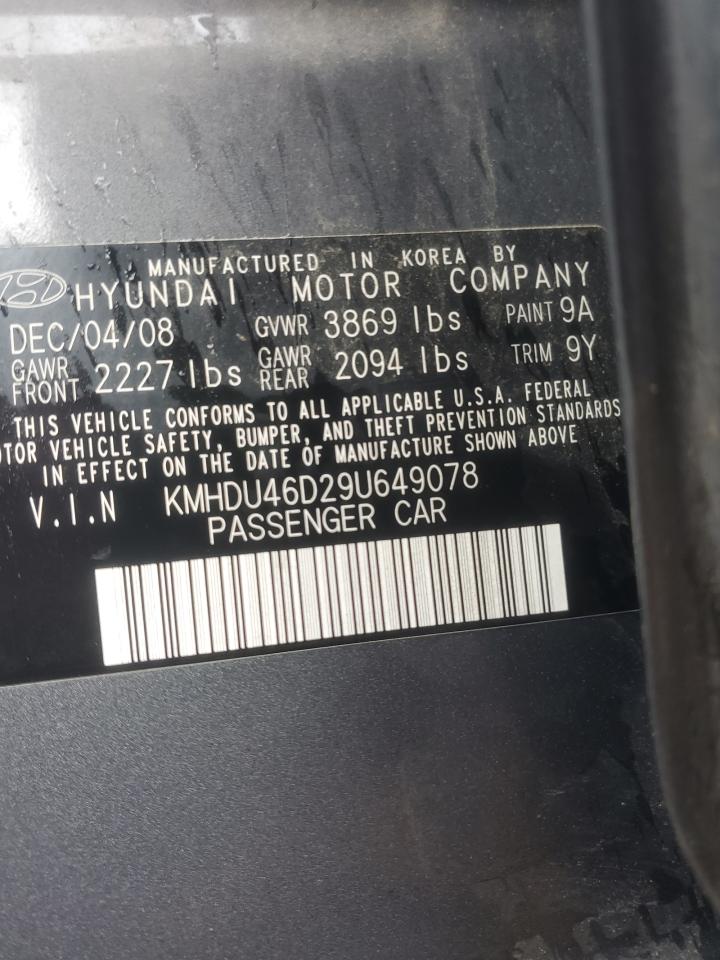 MANUFACTURED IN KOREA BY
HYUNDAI MOTOR COMPANY
DEC/04/08 GVWR 3869 lbs PAINT 9A
GAWR FRONT 2227 lbs GAWR REAR 2094 lbs TRIM 9Y
THIS VEHICLE CONFORMS TO ALL APPLICABLE U.S.A. FEDERAL
OTOR VEHICLE SAFETY, BUMPER, AND THEFT PREVENTION STANDARDS
IN EFFECT ON THE DATE OF MANUFACTURE SHOWN ABOVE
V.I.N KMHDU46D29U649078
PASSENGER CAR